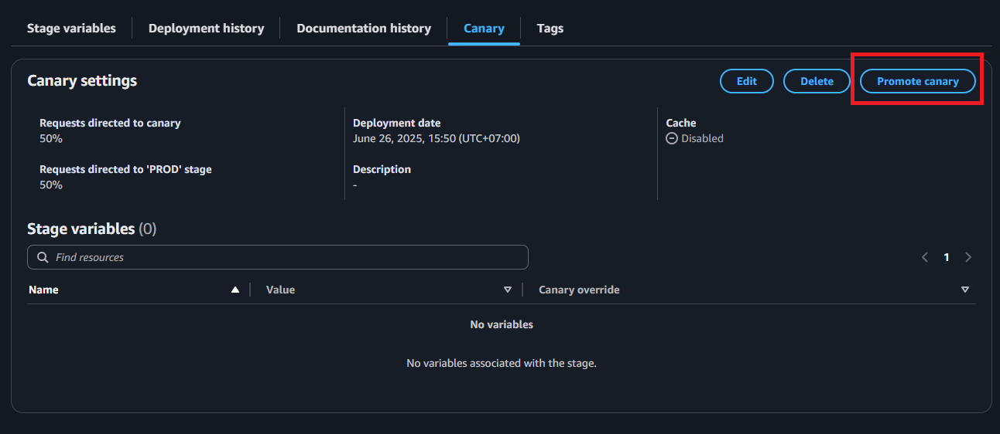 Stage variables Deployment history Documentation history Canary Tags
Canary settings Edit Delete Promote canary
Requests directed to canary
50%
Requests directed to 'PROD' stage
50%
Deployment date
June 26, 2025, 15:50 (UTC+07:00)
Description
-
Cache
Disabled
Stage variables (0)
Find resources
1
Name Value Canary override
No variables
No variables associated with the stage.